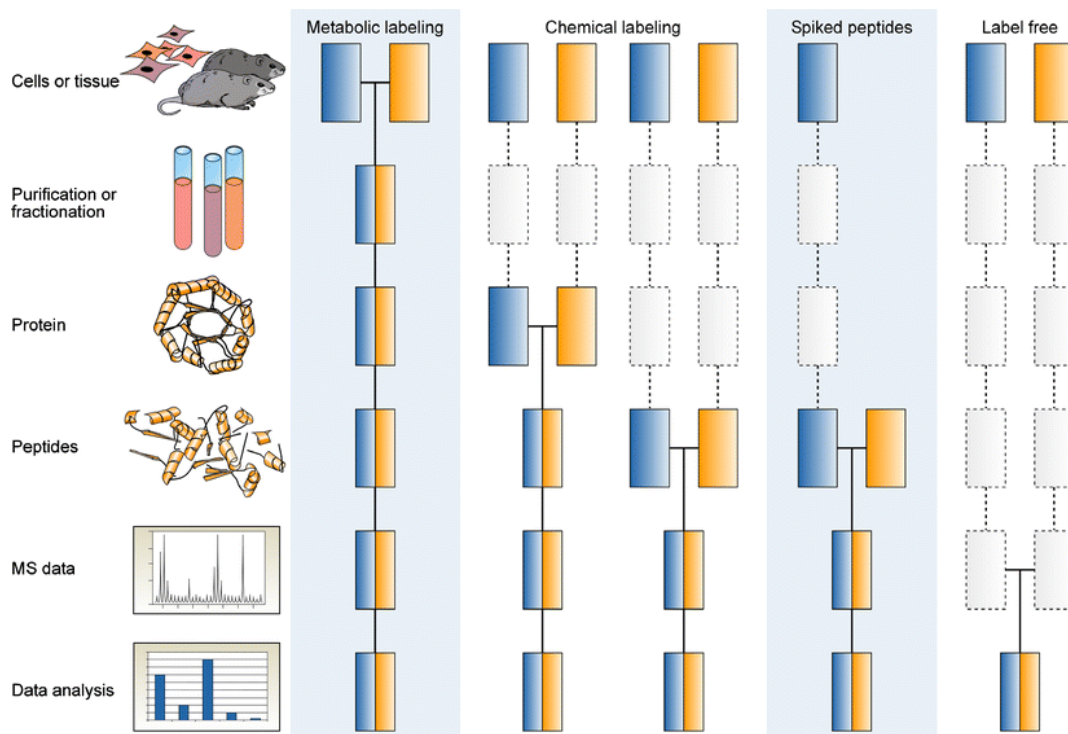 Metabolic labeling
Chemical labeling
Spiked peptides
Label free
Cells or tissue
Purification or
fractionation
Protein
Peptides
MS data
Data analysis